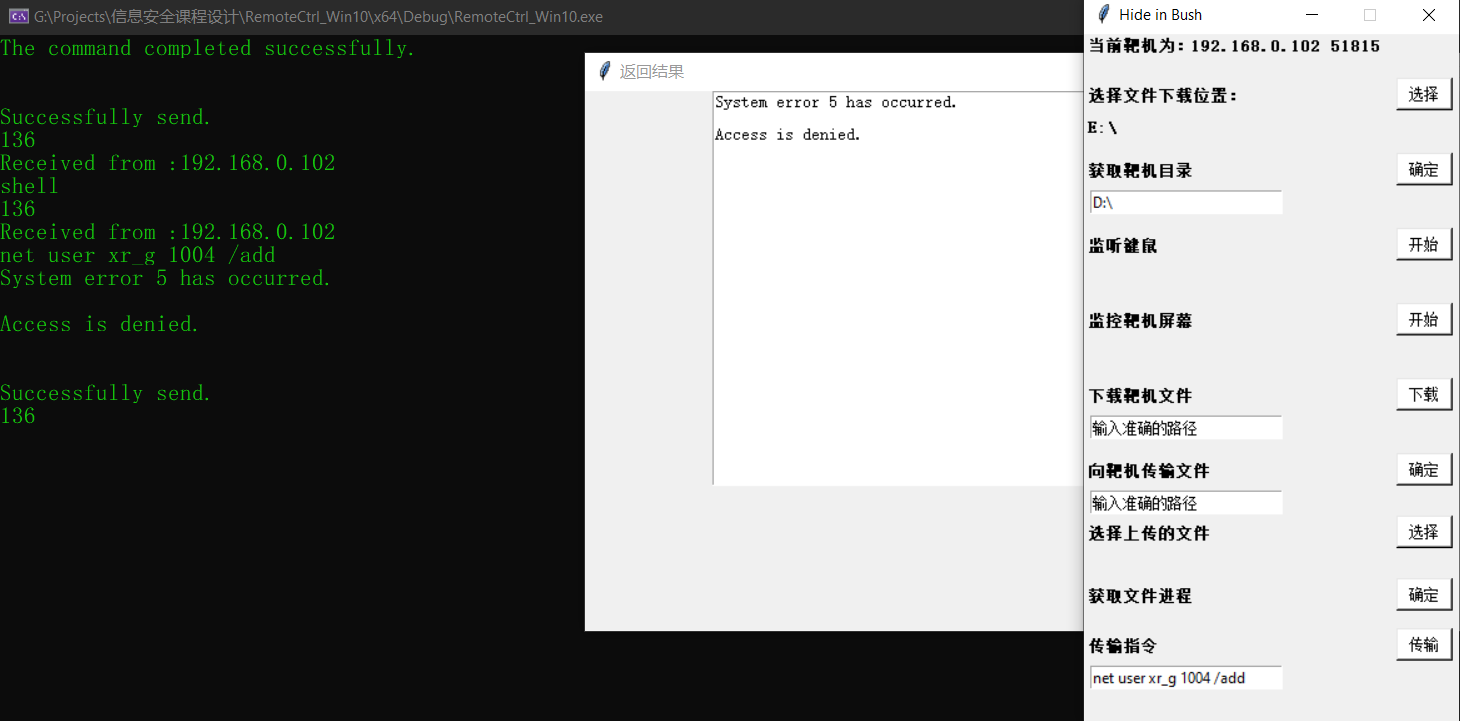 G:\Projects\信息安全课程设计\RemoteCtrl_Win10\x64\Debug\RemoteCtrl_Win10.exe
The command completed successfully.
Successfully send.
136
Received from :192.168.0.102
shell
136
Received from :192.168.0.102
net user xr_g 1004 /add
System error 5 has occurred.
Access is denied.
Successfully send.
136
返回结果
System error 5 has occurred.
Access is denied.
Hide in Bush
当前靶机为: 192.168.0.102 51815
选择文件下载位置:
选择
E:\
获取靶机目录
确定
D:\
监听键鼠
开始
监控靶机屏幕
开始
下载靶机文件
下载
输入准确的路径
向靶机传输文件
确定
输入准确的路径
选择上传的文件
选择
获取文件进程
确定
传输指令
传输
net user xr_g 1004 /add